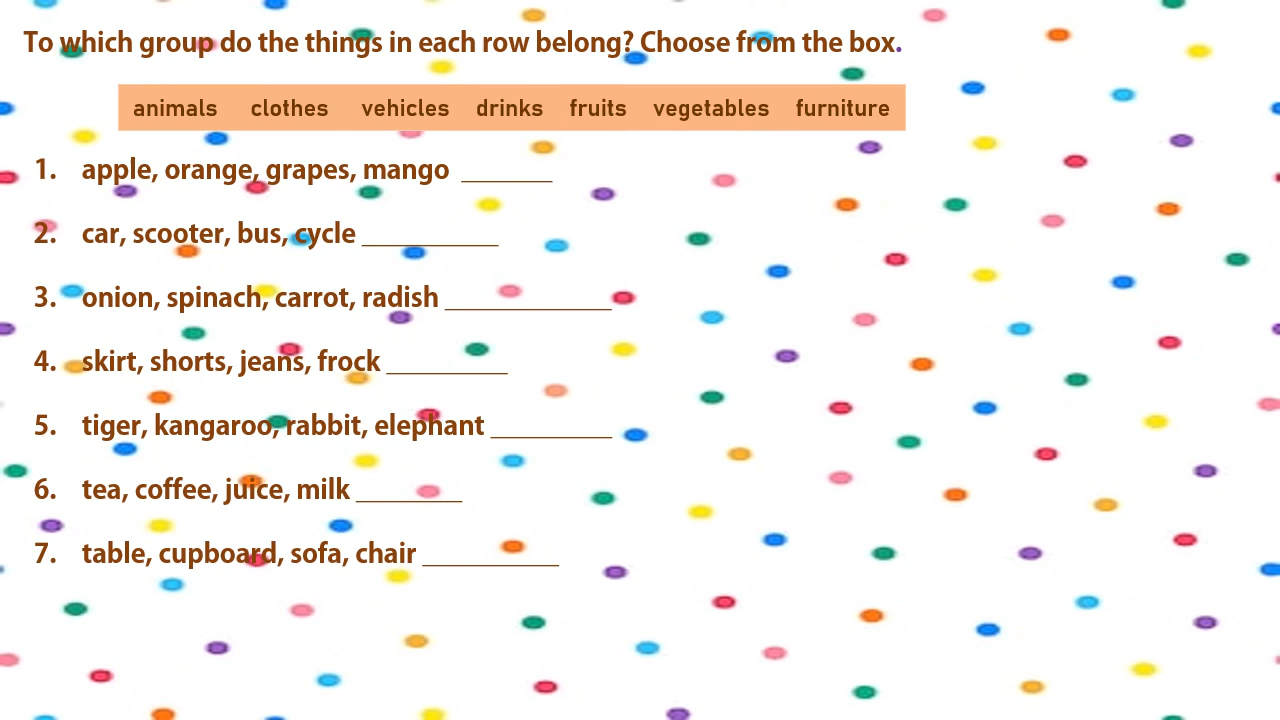 To which group do the things in each row belong? Choose from the box.
animals clothes vehicles drinks fruits vegetables furniture
1. apple, orange, grapes, mango _______
2. car, scooter, bus, cycle _________
3. onion, spinach, carrot, radish ___________
4. skirt, shorts, jeans, frock ________
5. tiger, kangaroo, rabbit, elephant ________
6. tea, coffee, juice, milk _______
7. table, cupboard, sofa, chair _________